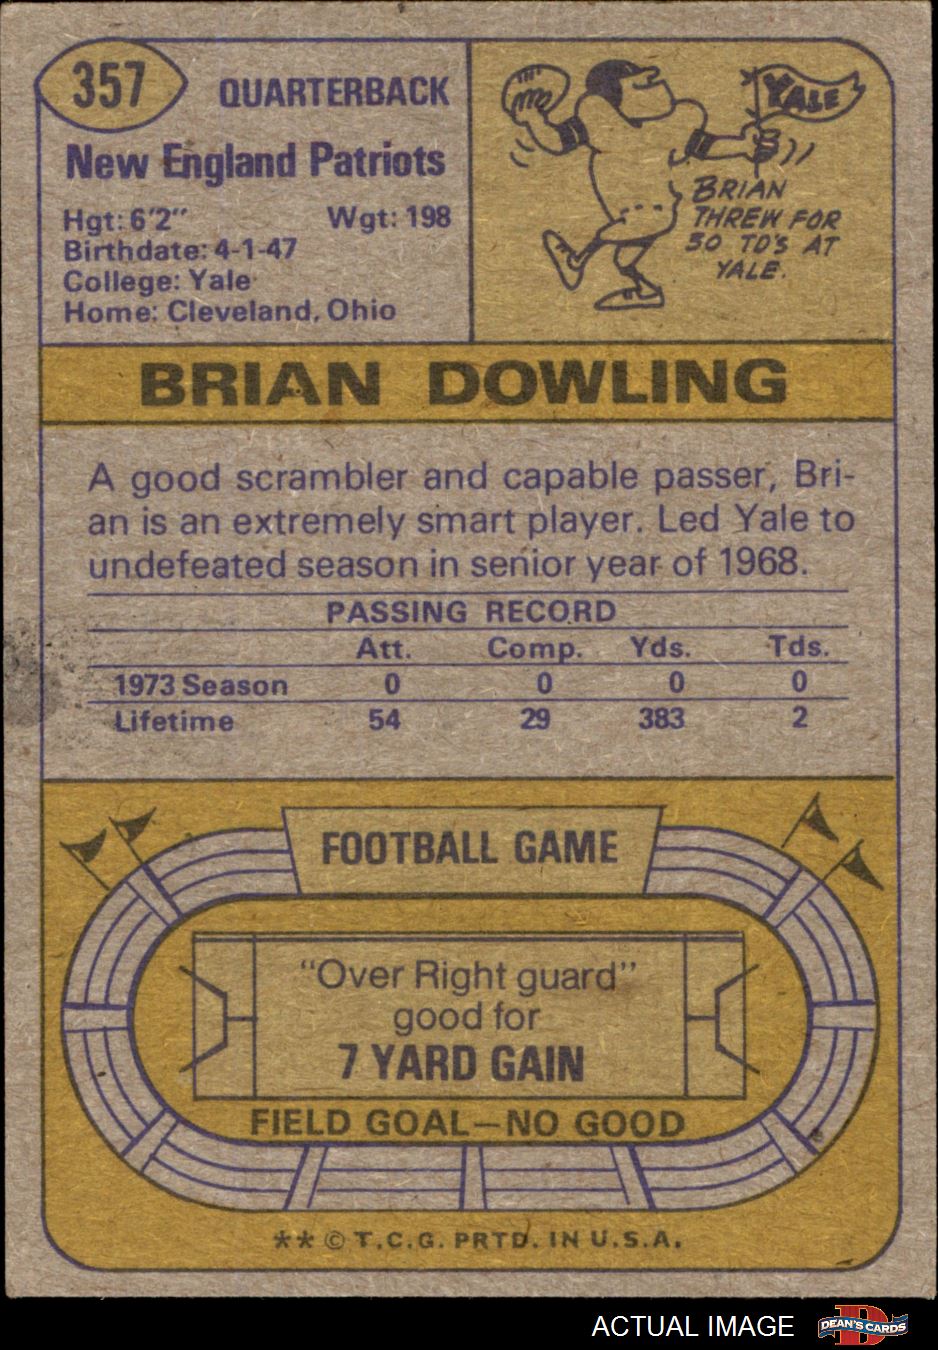 357
QUARTERBACK
New England Patriots
Hgt: 6'2" Wgt: 198
Birthdate: 4-1-47
College: Yale
Home: Cleveland, Ohio
YALE
BRIAN
THREW FOR
30 TD'S AT
YALE.
BRIAN DOWLING
A good scrambler and capable passer, Bri-
an is an extremely smart player. Led Yale to
undefeated season in senior year of 1968.
PASSING RECORD
Att. Comp. Yds. Tds.
1973 Season 0 0 0 0
Lifetime 54 29 383 2
FOOTBALL GAME
"Over Right guard"
good for
7 YARD GAIN
FIELD GOAL—NO GOOD
** © T.C.G. PRTD. IN U.S.A.
ACTUAL IMAGE
DEAN'S CARDS